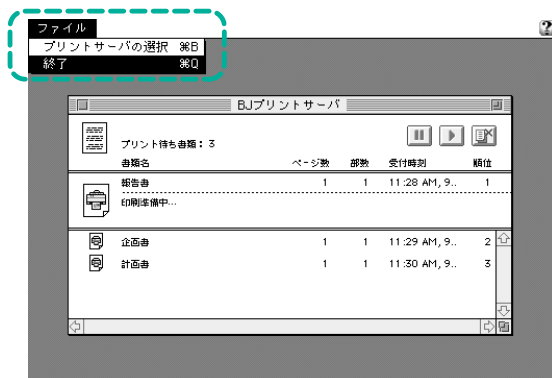 ファイル
プリントサーバの選択 ⌘B
終了 ⌘Q
BJプリントサーバ
プリント待ち書類：3
書類名 ページ数 部数 受付時刻 順位
報告書 1 1 11:28 AM, 9.. 1
印刷準備中...
企画書 1 1 11:29 AM, 9.. 2
計画書 1 1 11:30 AM, 9.. 3